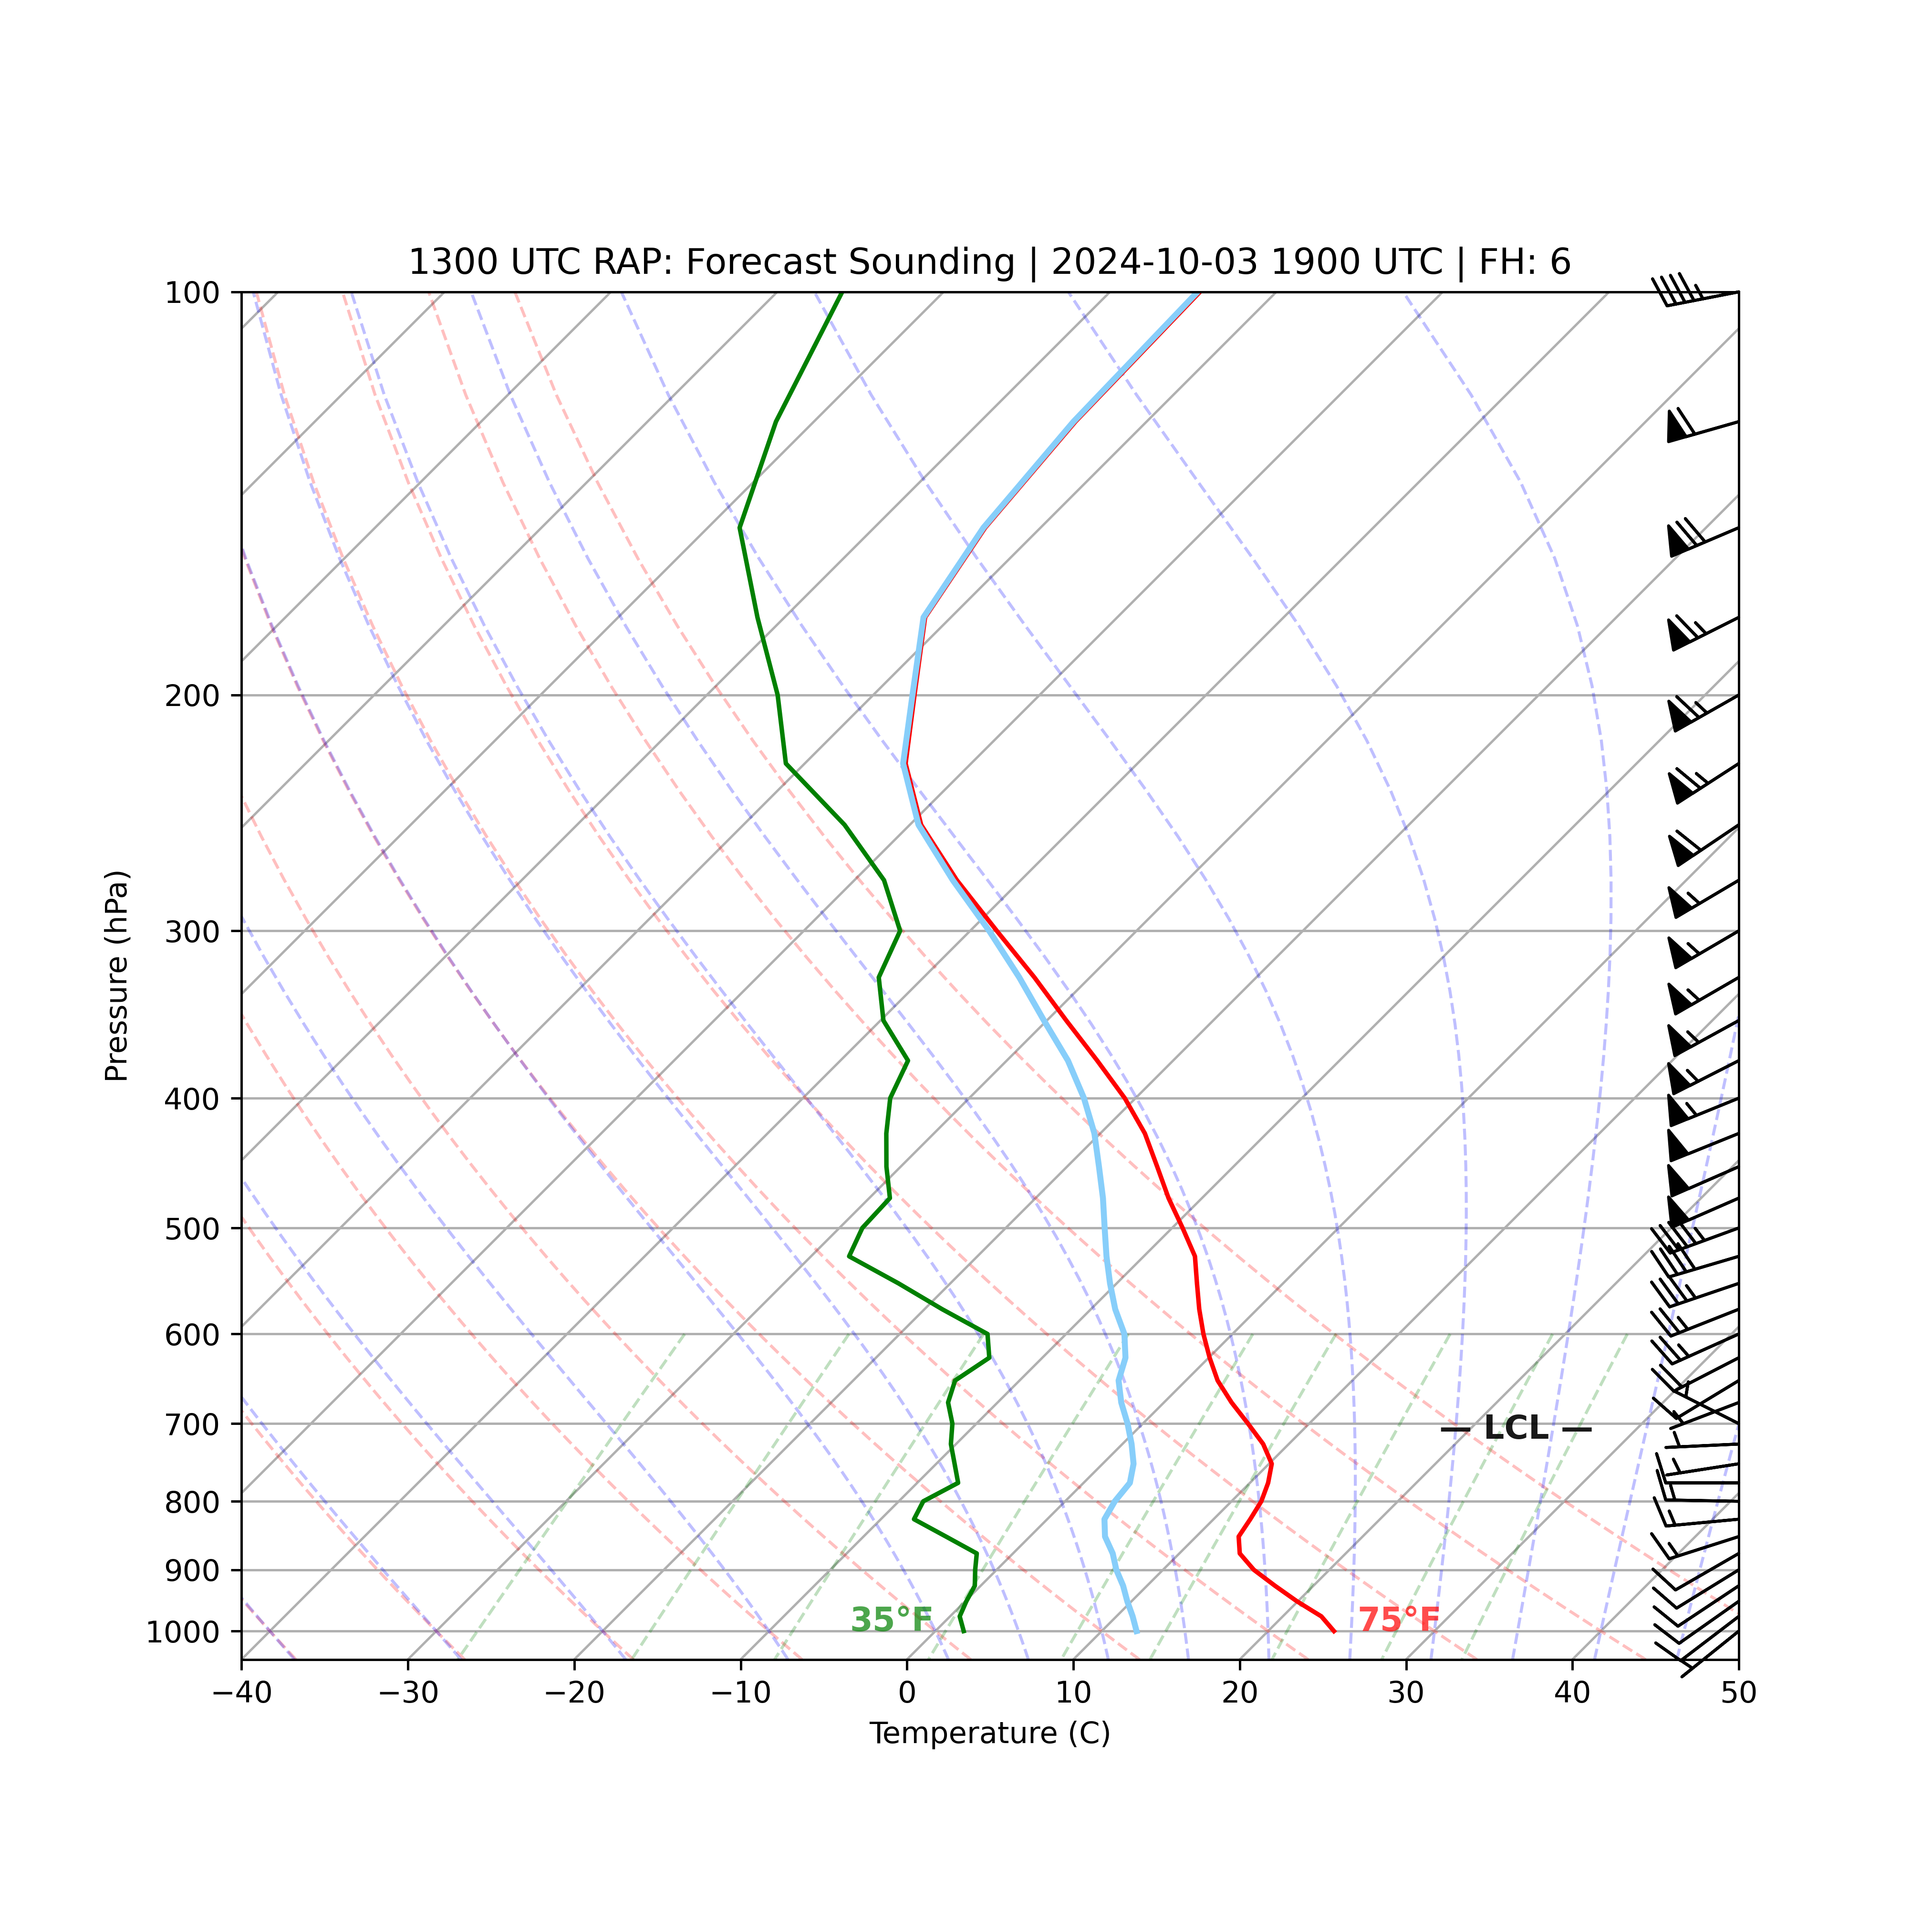 1300 UTC RAP: Forecast Sounding | 2024-10-03 1900 UTC | FH: 6
100
200
300
400
500
600
700
800
900
1000
Pressure (hPa)
— LCL —
35°F
75°F
−40 −30 −20 −10 0 10 20 30 40 50
Temperature (C)